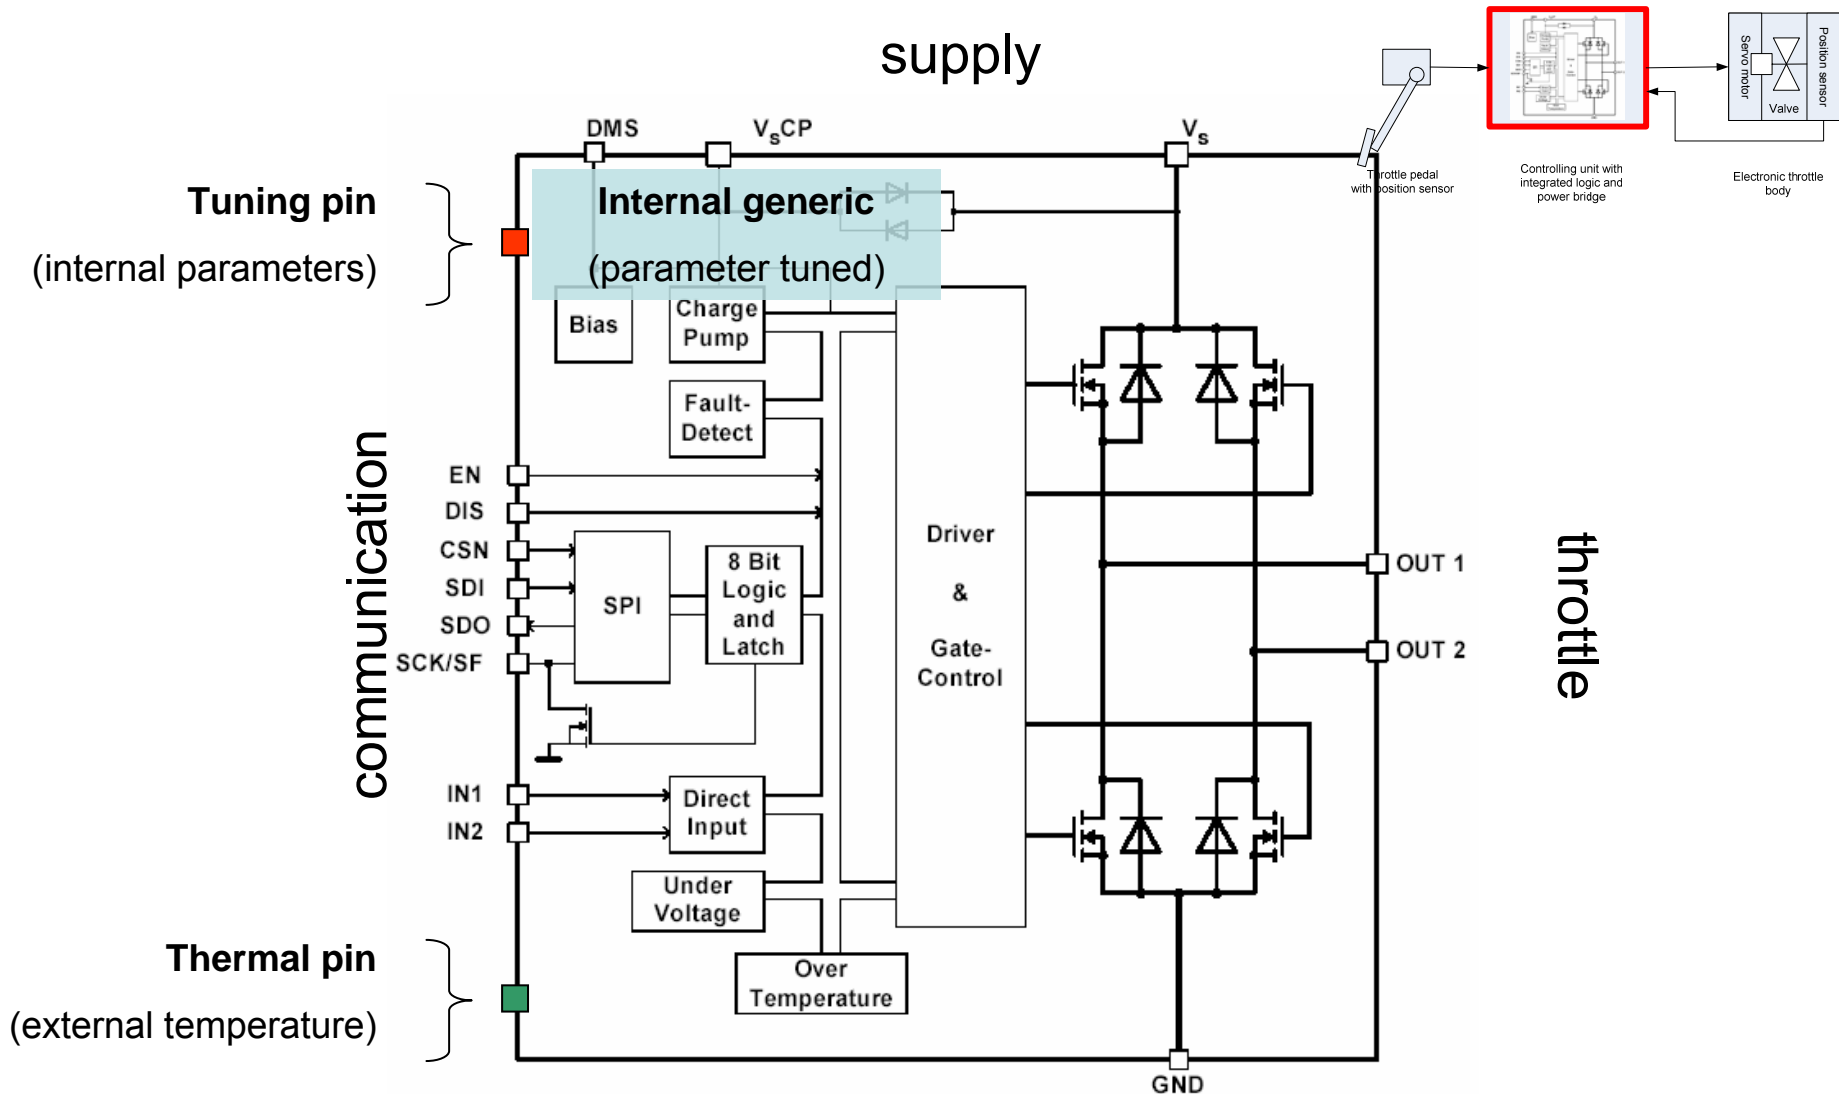 supply
Servo motor
Valve
Position sensor
Throttle pedal
with position sensor
Controlling unit with
integrated logic and
power bridge
Electronic throttle
body
DMS
VsCP
Vs
Tuning pin
(internal parameters)
Internal generic
(parameter tuned)
Bias
Charge
Pump
Fault-
Detect
communication
EN
DIS
CSN
SDI
SDO
SCK/SF
SPI
8 Bit
Logic
and
Latch
Driver
&
Gate-
Control
OUT 1
OUT 2
throttle
IN1
IN2
Direct
Input
Under
Voltage
Over
Temperature
Thermal pin
(external temperature)
GND